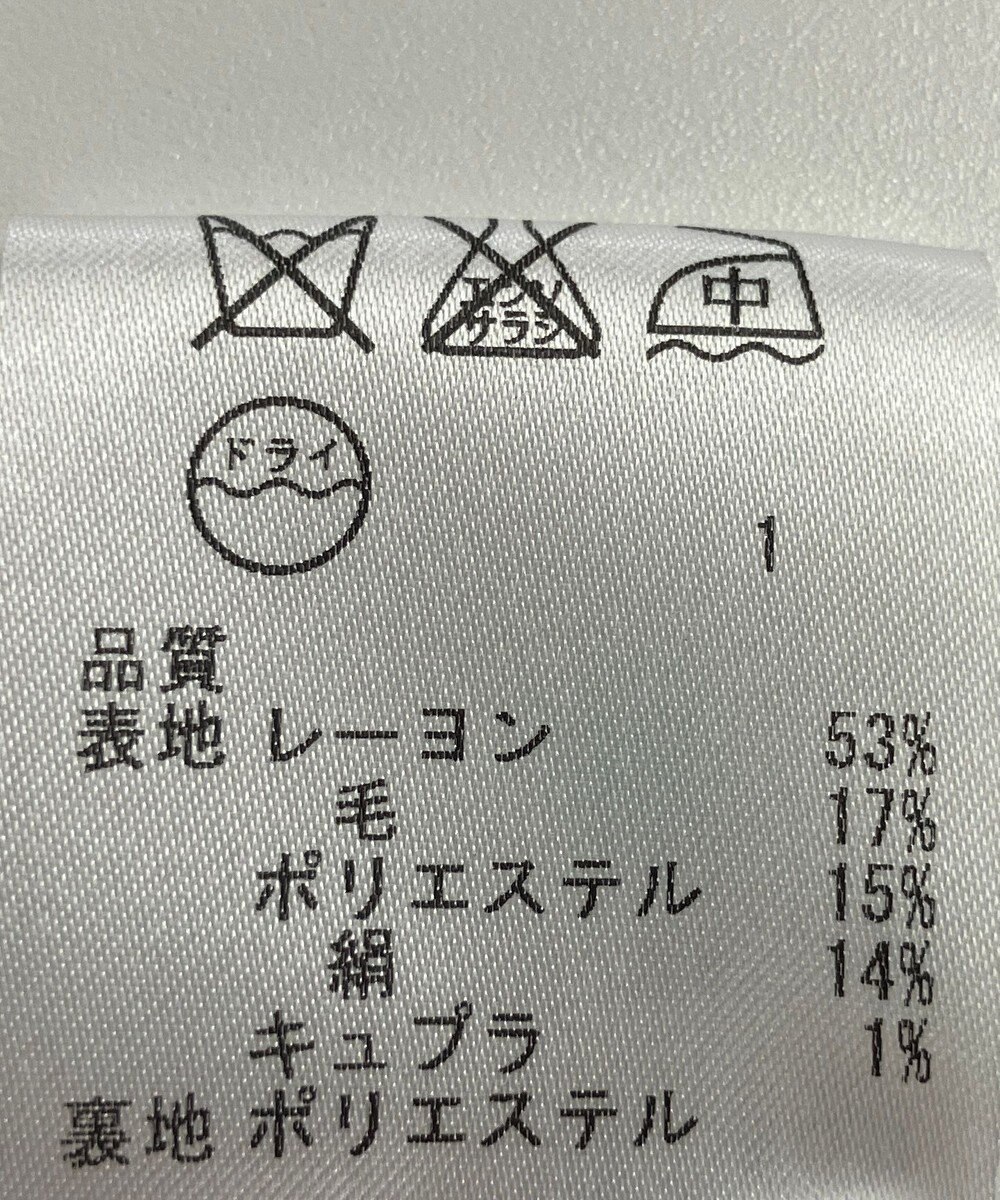 エンソ サラシ 中
ドライ
1
品質
表地 レーヨン 53%
毛 17%
ポリエステル 15%
絹 14%
キュプラ 1%
裏地 ポリエステル